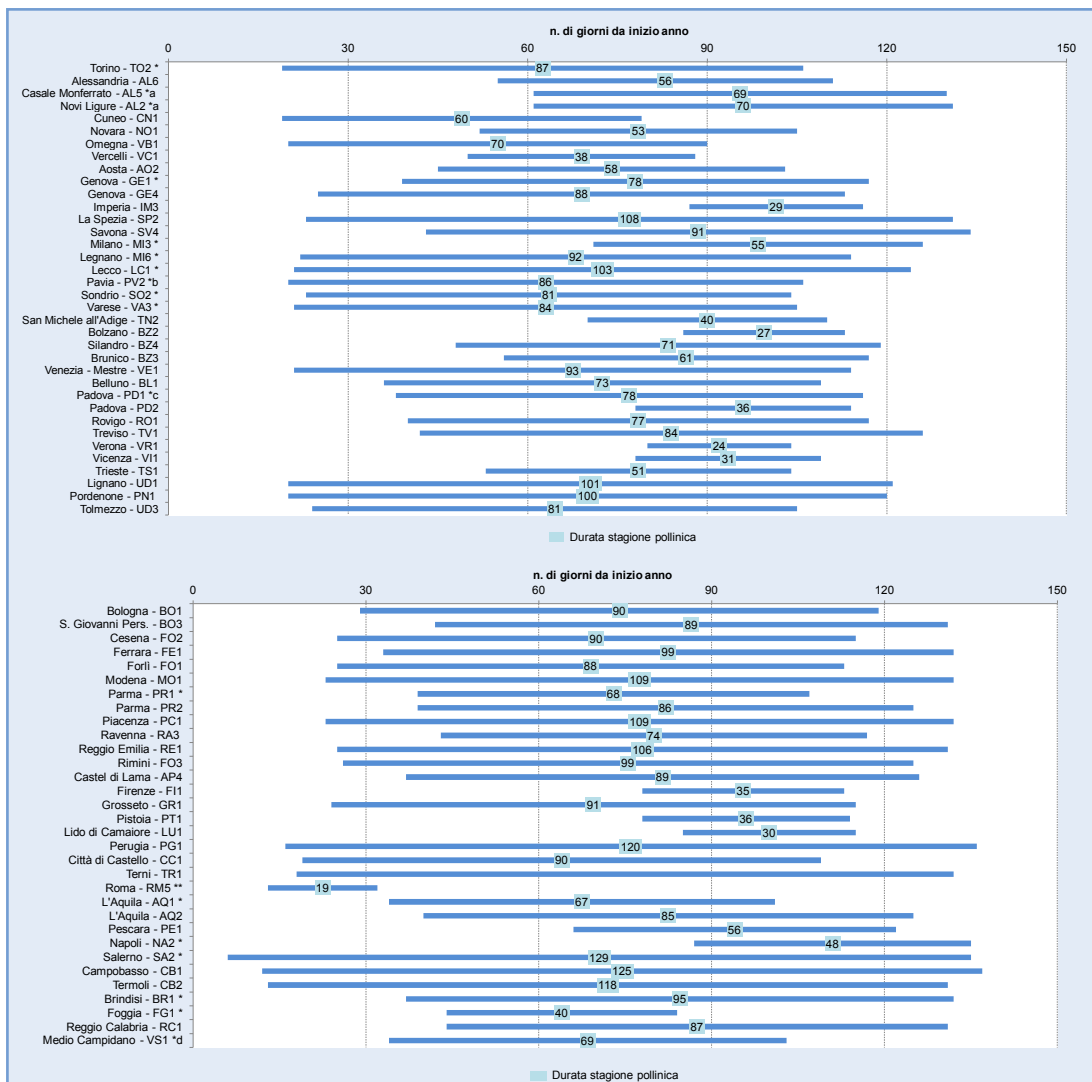 n. di giorni da inizio anno
0 30 60 90 120 150
Torino - TO2 * 87
Alessandria - AL6 56
Casale Monferrato - AL5 *a 69
Novi Ligure - AL2 *a 70
Cuneo - CN1 60
Novara - NO1 53
Omegna - VB1 70
Vercelli - VC1 38
Aosta - AO2 58
Genova - GE1 * 78
Genova - GE4 88
Imperia - IM3 29
La Spezia - SP2 108
Savona - SV4 91
Milano - MI3 * 55
Legnano - MI6 * 92
Lecco - LC1 * 103
Pavia - PV2 *b 86
Sondrio - SO2 * 81
Varese - VA3 * 84
San Michele all'Adige - TN2 40
Bolzano - BZ2 27
Silandro - BZ4 71
Brunico - BZ3 61
Venezia - Mestre - VE1 93
Belluno - BL1 73
Padova - PD1 *c 78
Padova - PD2 36
Rovigo - RO1 77
Treviso - TV1 84
Verona - VR1 24
Vicenza - VI1 31
Trieste - TS1 51
Lignano - UD1 101
Pordenone - PN1 100
Tolmezzo - UD3 81
Durata stagione pollinica
n. di giorni da inizio anno
0 30 60 90 120 150
Bologna - BO1 90
S. Giovanni Pers. - BO3 89
Cesena - FO2 90
Ferrara - FE1 99
Forlì - FO1 88
Modena - MO1 109
Parma - PR1 * 68
Parma - PR2 86
Piacenza - PC1 109
Ravenna - RA3 74
Reggio Emilia - RE1 106
Rimini - FO3 99
Castel di Lama - AP4 89
Firenze - FI1 35
Grosseto - GR1 91
Pistoia - PT1 36
Lido di Camaiore - LU1 30
Perugia - PG1 120
Città di Castello - CC1 90
Terni - TR1
Roma - RM5 ** 19
L'Aquila - AQ1 * 67
L'Aquila - AQ2 85
Pescara - PE1 56
Napoli - NA2 * 48
Salerno - SA2 * 129
Campobasso - CB1 125
Termoli - CB2 118
Brindisi - BR1 * 95
Foggia - FG1 * 40
Reggio Calabria - RC1 87
Medio Campidano - VS1 *d 69
Durata stagione pollinica